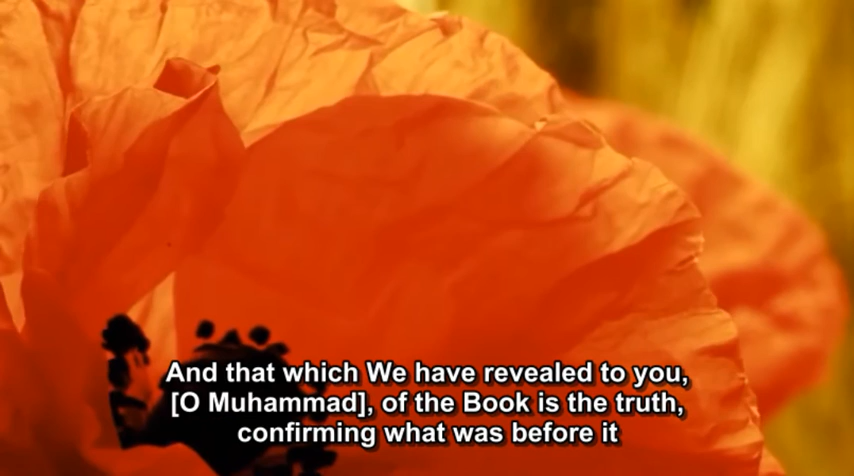 And that which We have revealed to you,
[O Muhammad], of the Book is the truth,
confirming what was before it